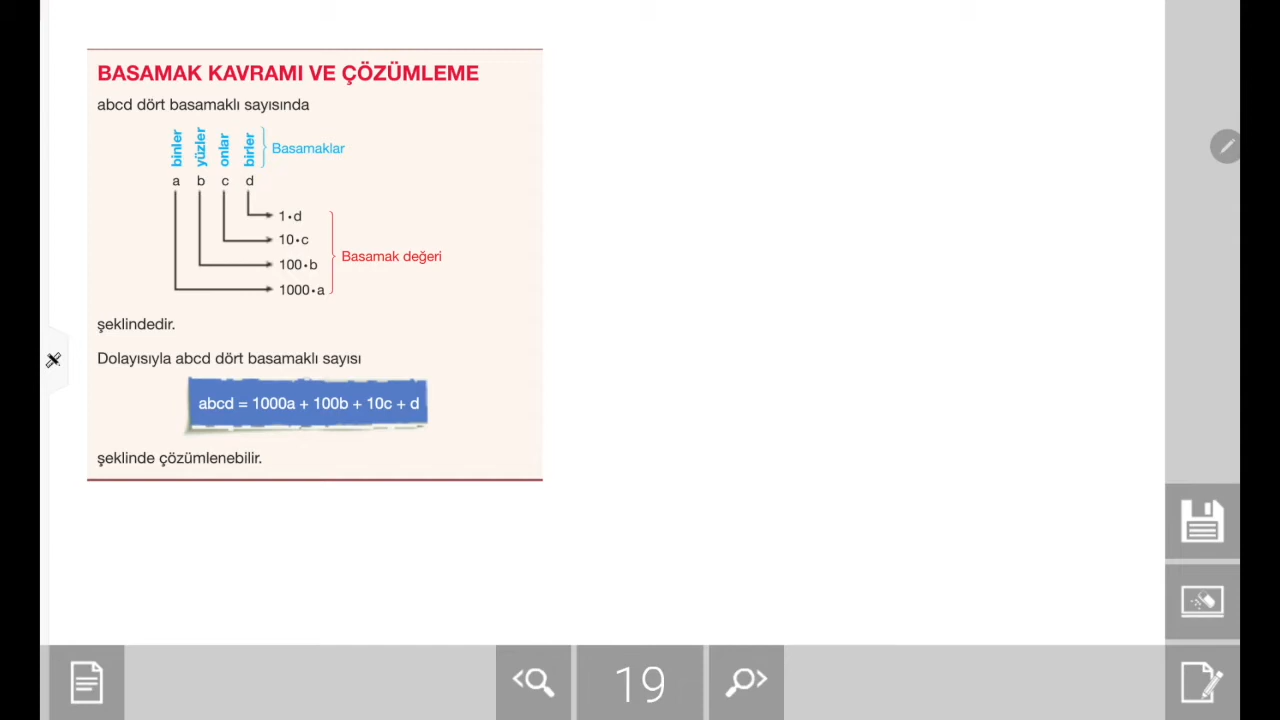 BASAMAK KAVRAMI VE ÇÖZÜMLEME
abcd dört basamaklı sayısında
binler yüzler onlar birler Basamaklar
a b c d
1•d
10•c
Basamak değeri
100•b
1000•a
şeklindedir.
Dolayısıyla abcd dört basamaklı sayısı
abcd = 1000a + 100b + 10c + d
şeklinde çözümlenebilir.
19